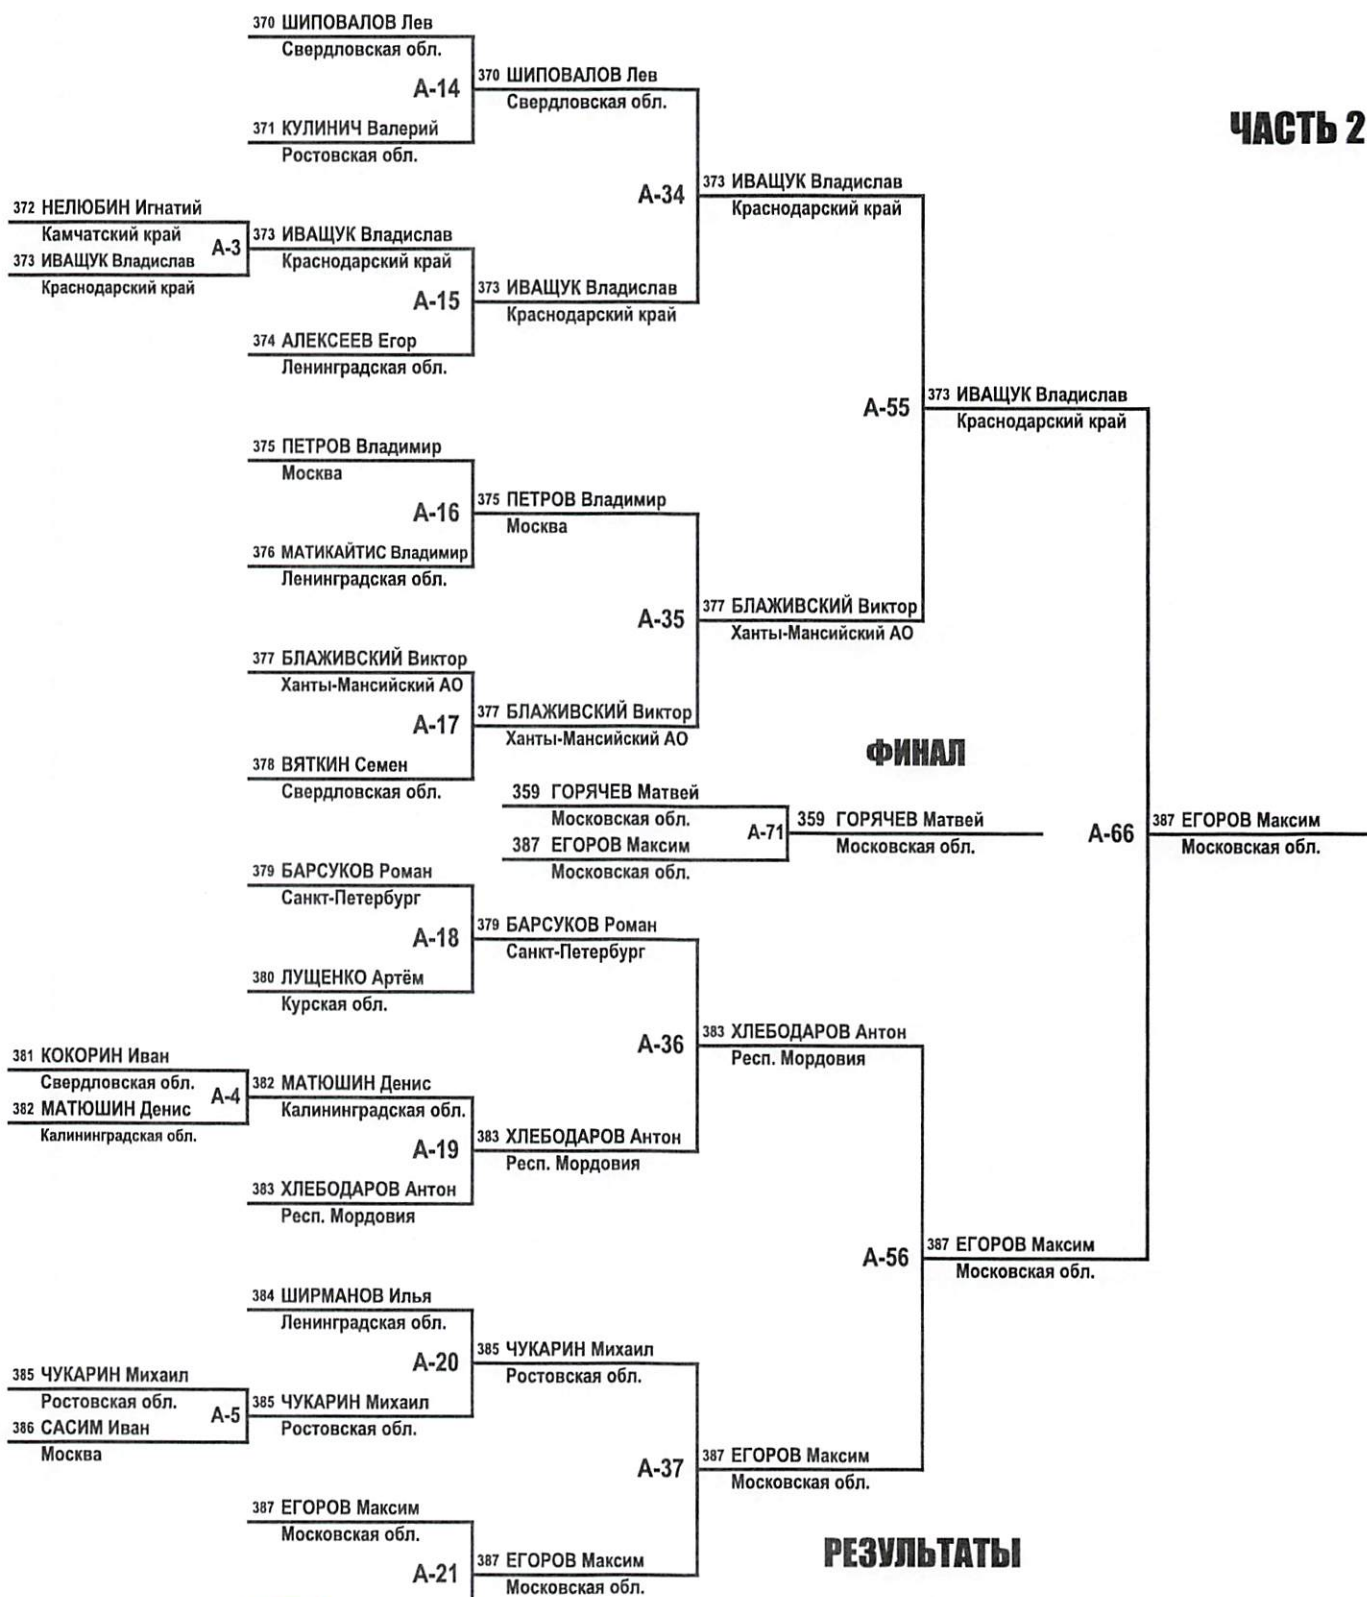 370 ШИПОВАЛОВ Лев
Свердловская обл.
А-14
370 ШИПОВАЛОВ Лев
Свердловская обл.
ЧАСТЬ 2
371 КУЛИНИЧ Валерий
Ростовская обл.
А-34
373 ИВАЩУК Владислав
Краснодарский край
372 НЕЛЮБИН Игнатий
Камчатский край
А-3
373 ИВАЩУК Владислав
Краснодарский край
373 ИВАЩУК Владислав
Краснодарский край
А-15
373 ИВАЩУК Владислав
Краснодарский край
374 АЛЕКСЕЕВ Егор
Ленинградская обл.
А-55
373 ИВАЩУК Владислав
Краснодарский край
375 ПЕТРОВ Владимир
Москва
А-16
375 ПЕТРОВ Владимир
Москва
376 МАТИКАЙТИС Владимир
Ленинградская обл.
А-35
377 БЛАЖИВСКИЙ Виктор
Ханты-Мансийский АО
377 БЛАЖИВСКИЙ Виктор
Ханты-Мансийский АО
А-17
377 БЛАЖИВСКИЙ Виктор
Ханты-Мансийский АО
378 ВЯТКИН Семен
Свердловская обл.
ФИНАЛ
359 ГОРЯЧЕВ Матвей
Московская обл.
А-71
359 ГОРЯЧЕВ Матвей
Московская обл.
387 ЕГОРОВ Максим
Московская обл.
А-66
387 ЕГОРОВ Максим
Московская обл.
379 БАРСУКОВ Роман
Санкт-Петербург
А-18
379 БАРСУКОВ Роман
Санкт-Петербург
380 ЛУЩЕНКО Артём
Курская обл.
А-36
383 ХЛЕБОДАРОВ Антон
Респ. Мордовия
381 КОКОРИН Иван
Свердловская обл.
А-4
382 МАТЮШИН Денис
Калининградская обл.
382 МАТЮШИН Денис
Калининградская обл.
А-19
383 ХЛЕБОДАРОВ Антон
Респ. Мордовия
383 ХЛЕБОДАРОВ Антон
Респ. Мордовия
А-56
387 ЕГОРОВ Максим
Московская обл.
384 ШИРМАНОВ Илья
Ленинградская обл.
А-20
385 ЧУКАРИН Михаил
Ростовская обл.
385 ЧУКАРИН Михаил
Ростовская обл.
А-5
385 ЧУКАРИН Михаил
Ростовская обл.
386 САСИМ Иван
Москва
А-37
387 ЕГОРОВ Максим
Московская обл.
387 ЕГОРОВ Максим
Московская обл.
А-21
387 ЕГОРОВ Максим
Московская обл.
РЕЗУЛЬТАТЫ